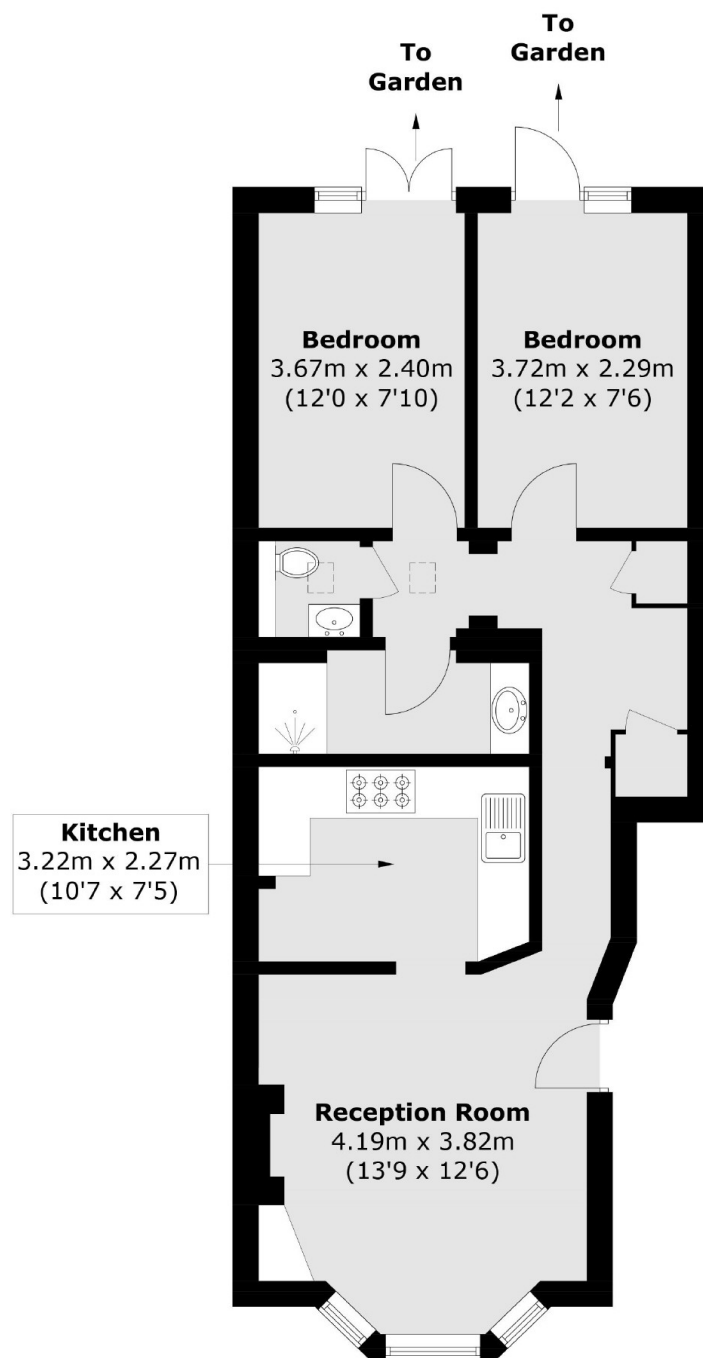 To
Garden
To
Garden
Bedroom
3.67m x 2.40m
(12'0 x 7'10)
Bedroom
3.72m x 2.29m
(12'2 x 7'6)
Kitchen
3.22m x 2.27m
(10'7 x 7'5)
Reception Room
4.19m x 3.82m
(13'9 x 12'6)